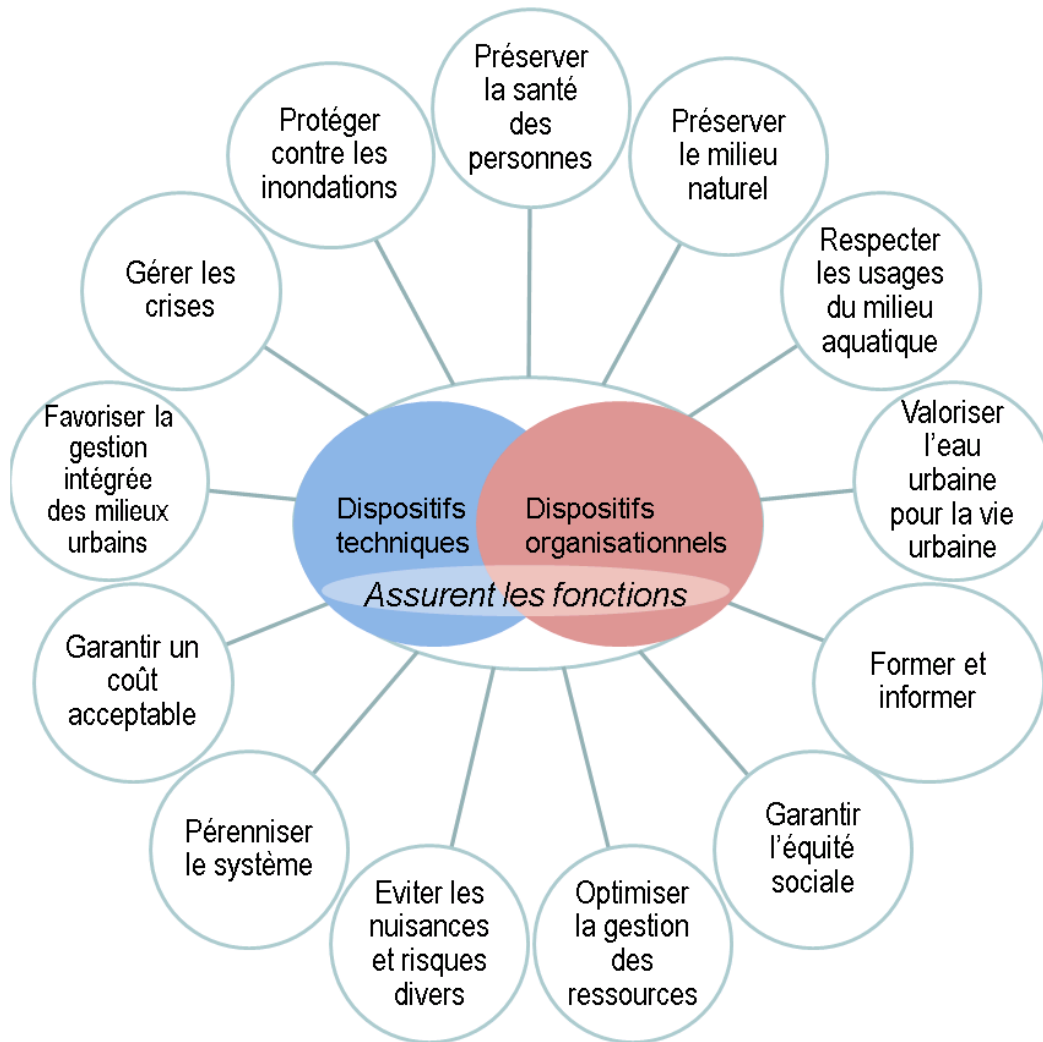 Préserver
la santé
des
personnes
Préserver
le milieu
naturel
Respecter
les usages
du milieu
aquatique
Valoriser
l'eau
urbaine
pour la vie
urbaine
Former et
informer
Garantir
l'équité
sociale
Optimiser
la gestion
des
ressources
Eviter les
nuisances
et risques
divers
Pérenniser
le système
Garantir un
coût
acceptable
Favoriser la
gestion
intégrée
des milieux
urbains
Gérer les
crises
Protéger
contre les
inondations
Dispositifs
techniques
Dispositifs
organisationnels
Assurent les fonctions